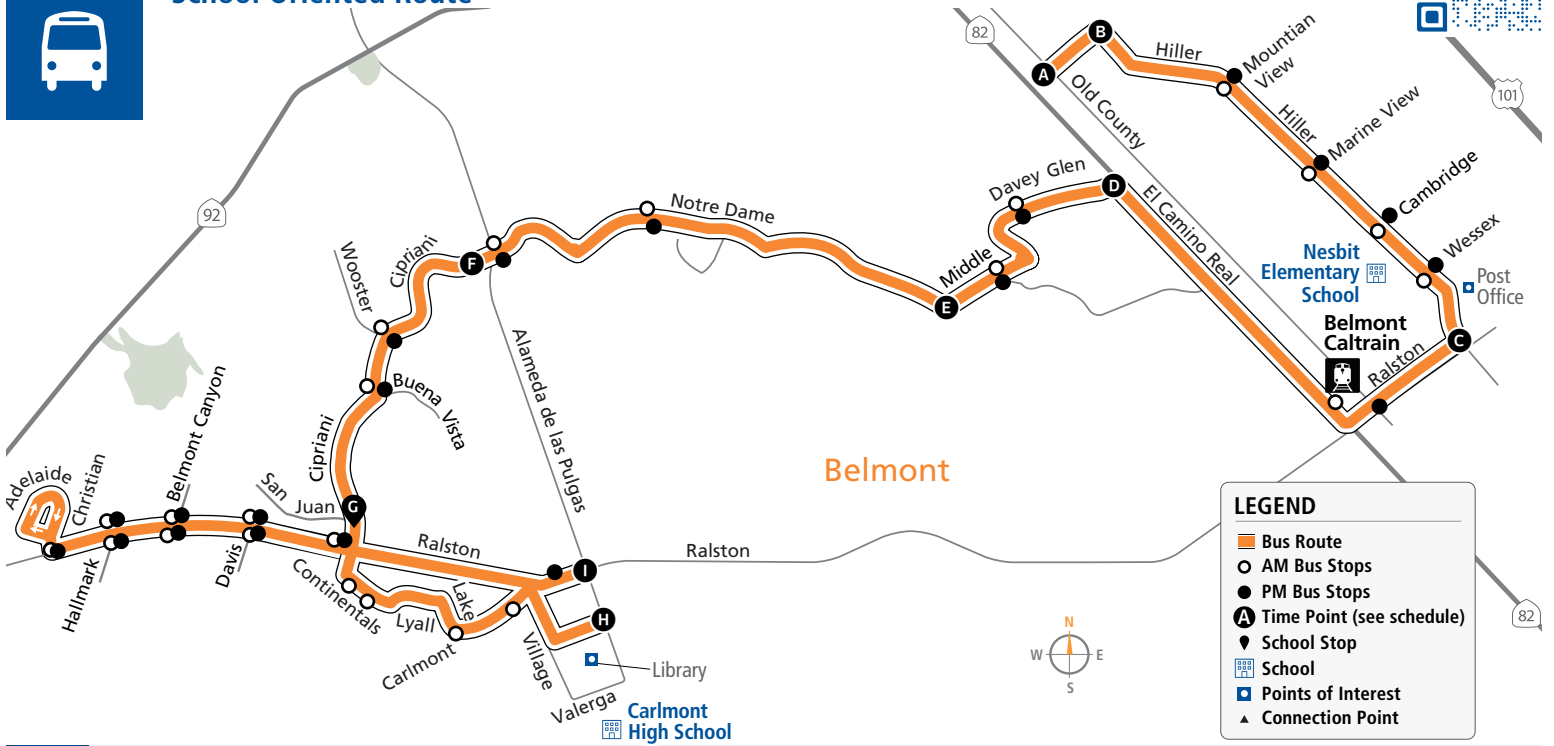 School-Oriented Route
82
B
A
Hiller
Mountian
View
Old County
101
Hiller
Marine View
Cambridge
Wessex
Davey Glen
D
El Camino Real
Nesbit
Elementary
School
Post
Office
Belmont
Caltrain
Ralston
C
92
Notre Dame
Middle
E
Wooster
Cipriani
F
Alameda de las Pulgas
Buena Vista
Cipriani
Belmont Canyon
Belmont
Adelaide
Christian
San Juan
G
Hallmark
Davis
Ralston
Ralston
I
Continentals
Lyall
Lake
H
Carlmont
Village
Library
Valerga
Carlmont
High School
N
W
E
S
82
LEGEND
Bus Route
AM Bus Stops
PM Bus Stops
A Time Point (see schedule)
School Stop
School
Points of Interest
Connection Point